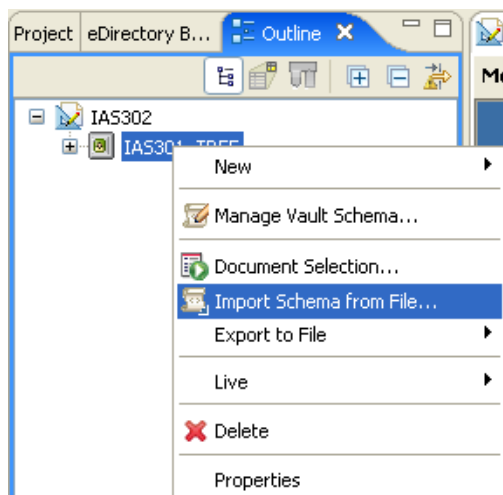 Project eDirectory B... Outline
IAS302
IAS301_TREE
New
Manage Vault Schema...
Document Selection...
Import Schema from File...
Export to File
Live
Delete
Properties